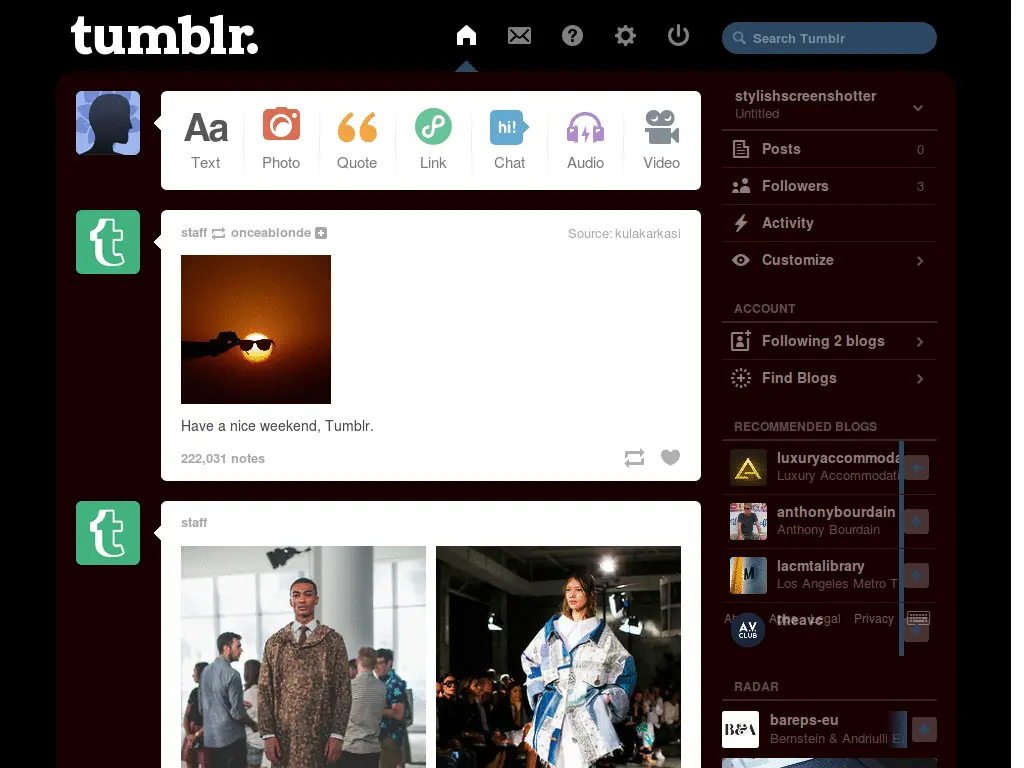 tumblr.
Search Tumblr
Aa
hi!
Text
Photo
Quote
Link
Chat
Audio
Video
staff onceablonde
Source: kulakarkasi
Have a nice weekend, Tumblr.
222,031 notes
staff
stylishscreenshotter
Untitled
Posts 0
Followers 3
Activity
Customize
ACCOUNT
Following 2 blogs
Find Blogs
RECOMMENDED BLOGS
luxuryaccommoda
Luxury Accommodati
anthonybourdain
Anthony Bourdain
lacmtalibrary
Los Angeles Metro T
M
theavc
Legal Privacy
A.V. CLUB
RADAR
B&A
bareps-eu
Bernstein & Andriulli E